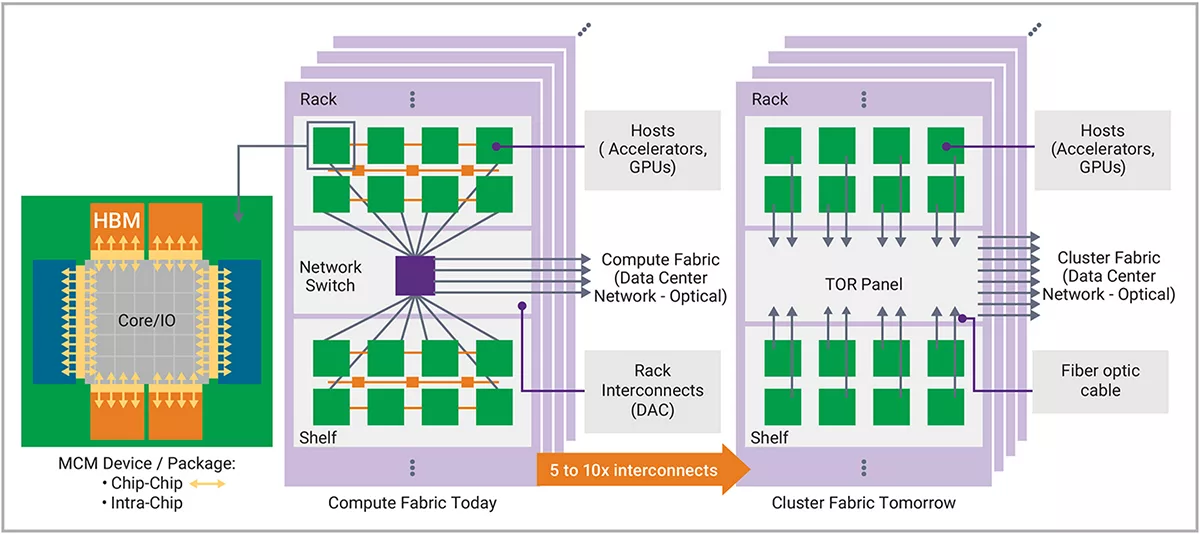 HBM
Core/IO
MCM Device / Package:
• Chip-Chip
• Intra-Chip
Rack
Network
Switch
Shelf
Compute Fabric Today
Hosts
( Accelerators,
GPUs)
Compute Fabric
(Data Center
Network - Optical)
Rack
Interconnects
(DAC)
5 to 10x interconnects
Rack
TOR Panel
Shelf
Cluster Fabric Tomorrow
Hosts
(Accelerators,
GPUs)
Cluster Fabric
(Data Center
Network - Optical)
Fiber optic
cable